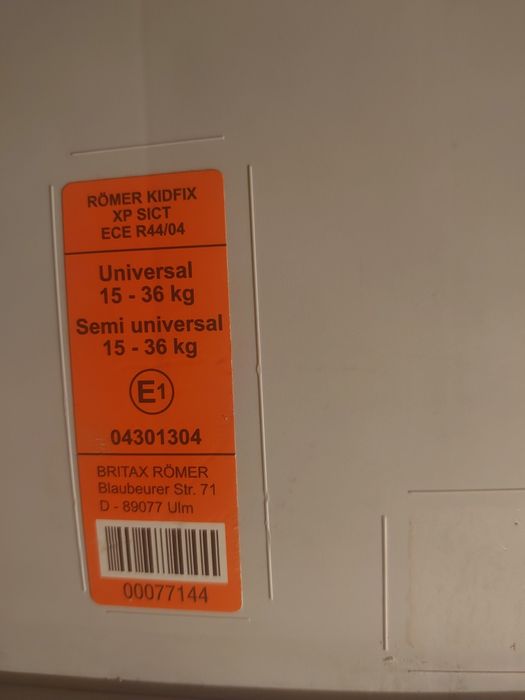 RÖMER KIDFIX
XP SICT
ECE R44/04
Universal
15 - 36 kg
Semi universal
15 - 36 kg
E1
04301304
BRITAX RÖMER
Blaubeurer Str. 71
D - 89077 Ulm
00077144